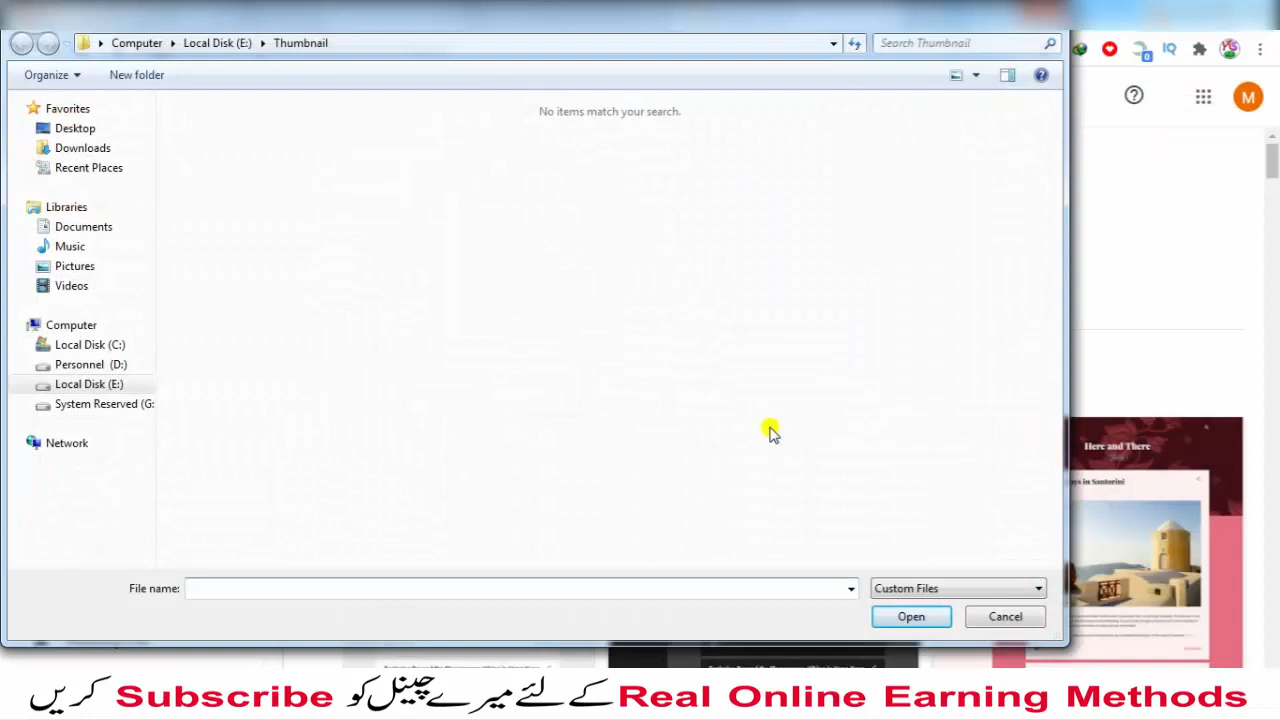 Computer Local Disk (E:) Thumbnail
Search Thumbnail
Organize
New folder
No items match your search.
Favorites
Desktop
Downloads
Recent Places
Libraries
Documents
Music
Pictures
Videos
Computer
Local Disk (C:)
Personnel (D:)
Local Disk (E:)
System Reserved (G:
Network
File name:
Custom Files
Open
Cancel
0
IQ
M
Here and There
ys in Santorini
Real Online Earning Methods کے لئے میرے چینل کو Subscribe کریں